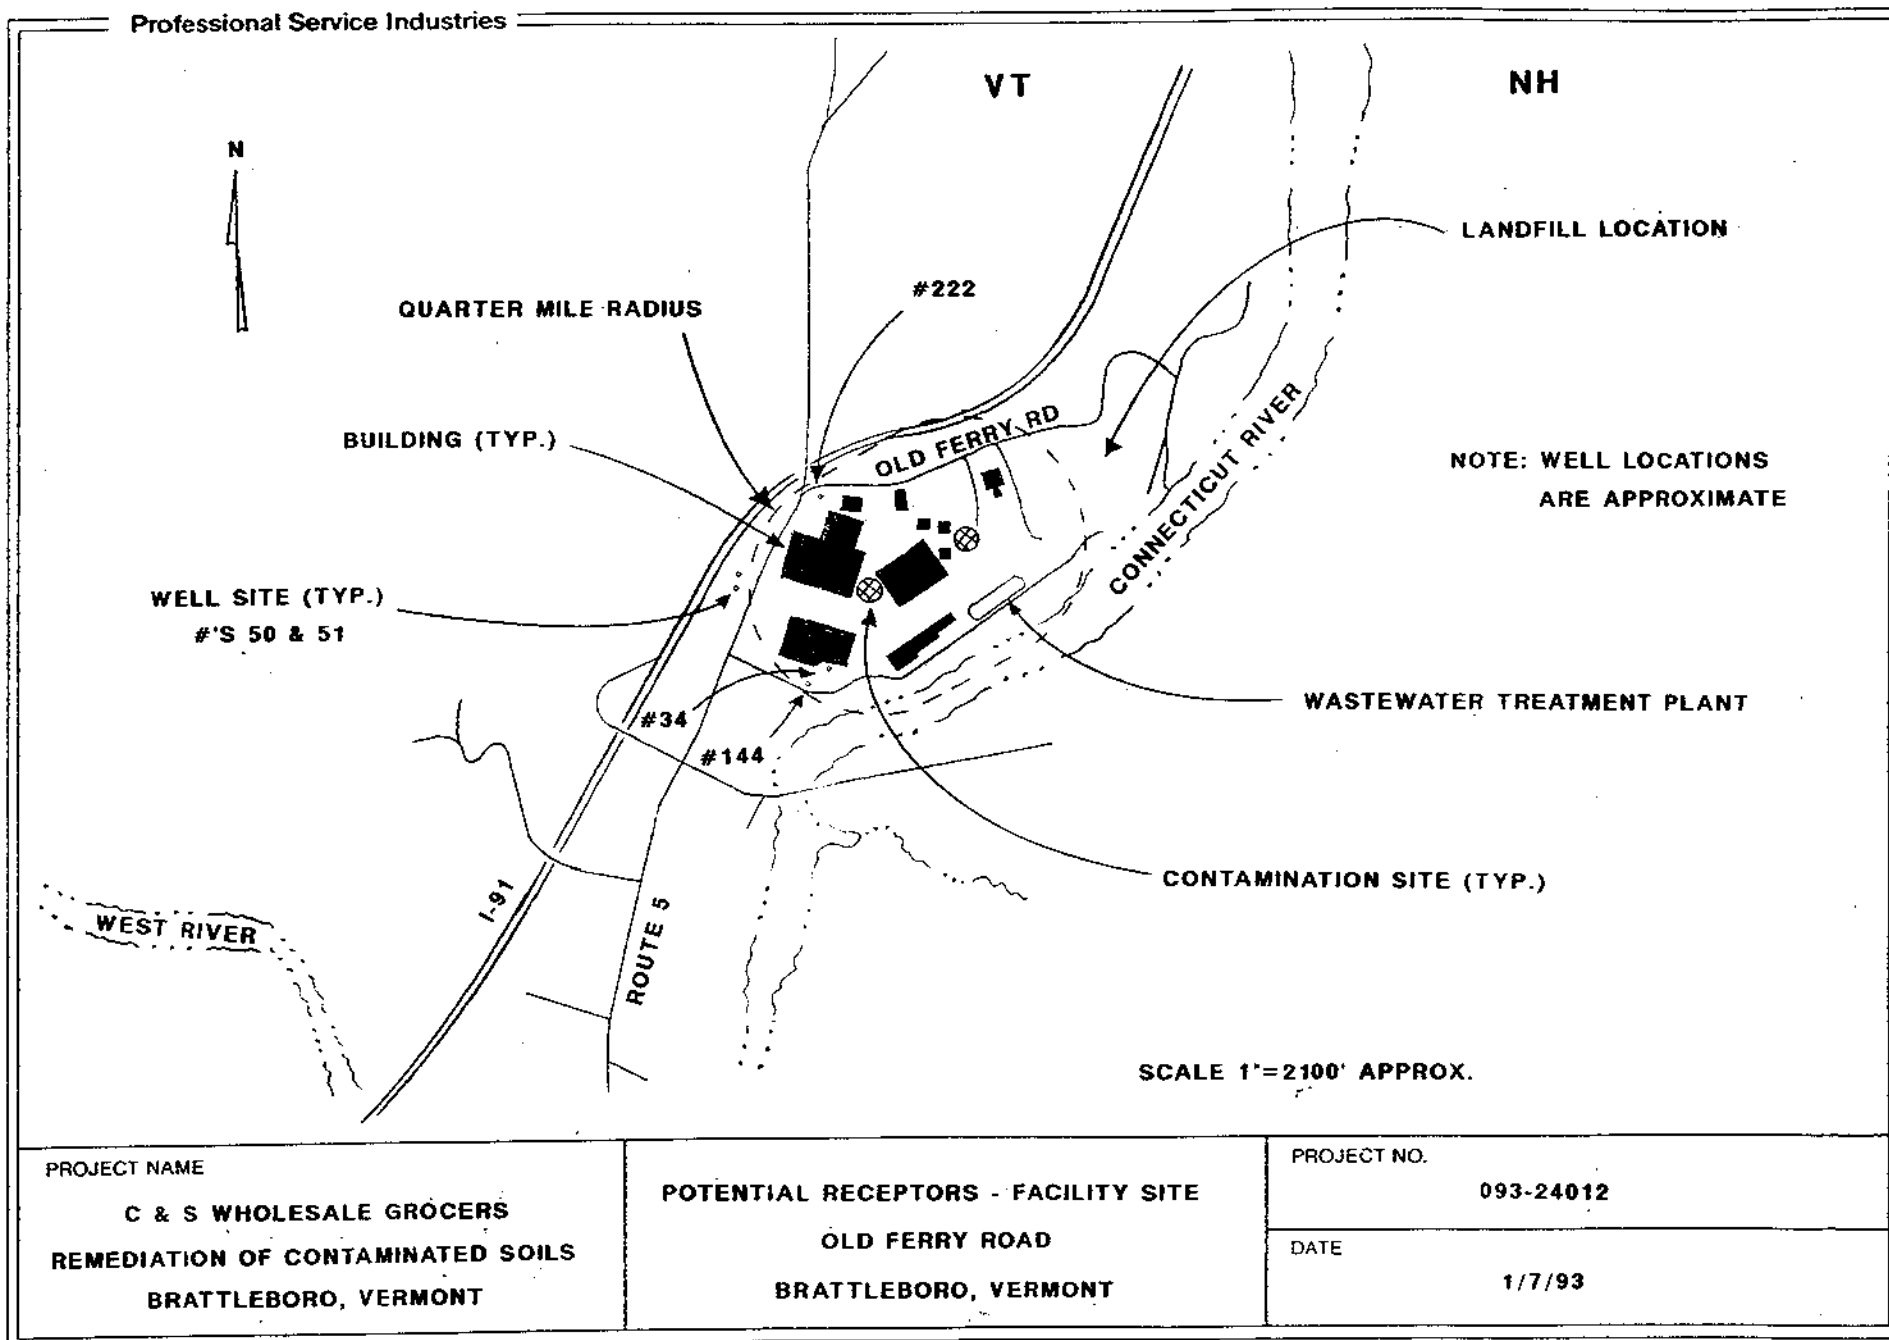 Professional Service Industries
VT
NH
N
LANDFILL LOCATION
#222
QUARTER MILE RADIUS
BUILDING (TYP.)
OLD FERRY RD
CONNECTICUT RIVER
NOTE: WELL LOCATIONS
ARE APPROXIMATE
WELL SITE (TYP.)
#'S 50 & 51
WASTEWATER TREATMENT PLANT
#34
#144
CONTAMINATION SITE (TYP.)
I-91
ROUTE 5
WEST RIVER
SCALE 1"=2100' APPROX.
PROJECT NAME
C & S WHOLESALE GROCERS
REMEDIATION OF CONTAMINATED SOILS
BRATTLEBORO, VERMONT
POTENTIAL RECEPTORS - FACILITY SITE
OLD FERRY ROAD
BRATTLEBORO, VERMONT
PROJECT NO.
093-24012
DATE
1/7/93